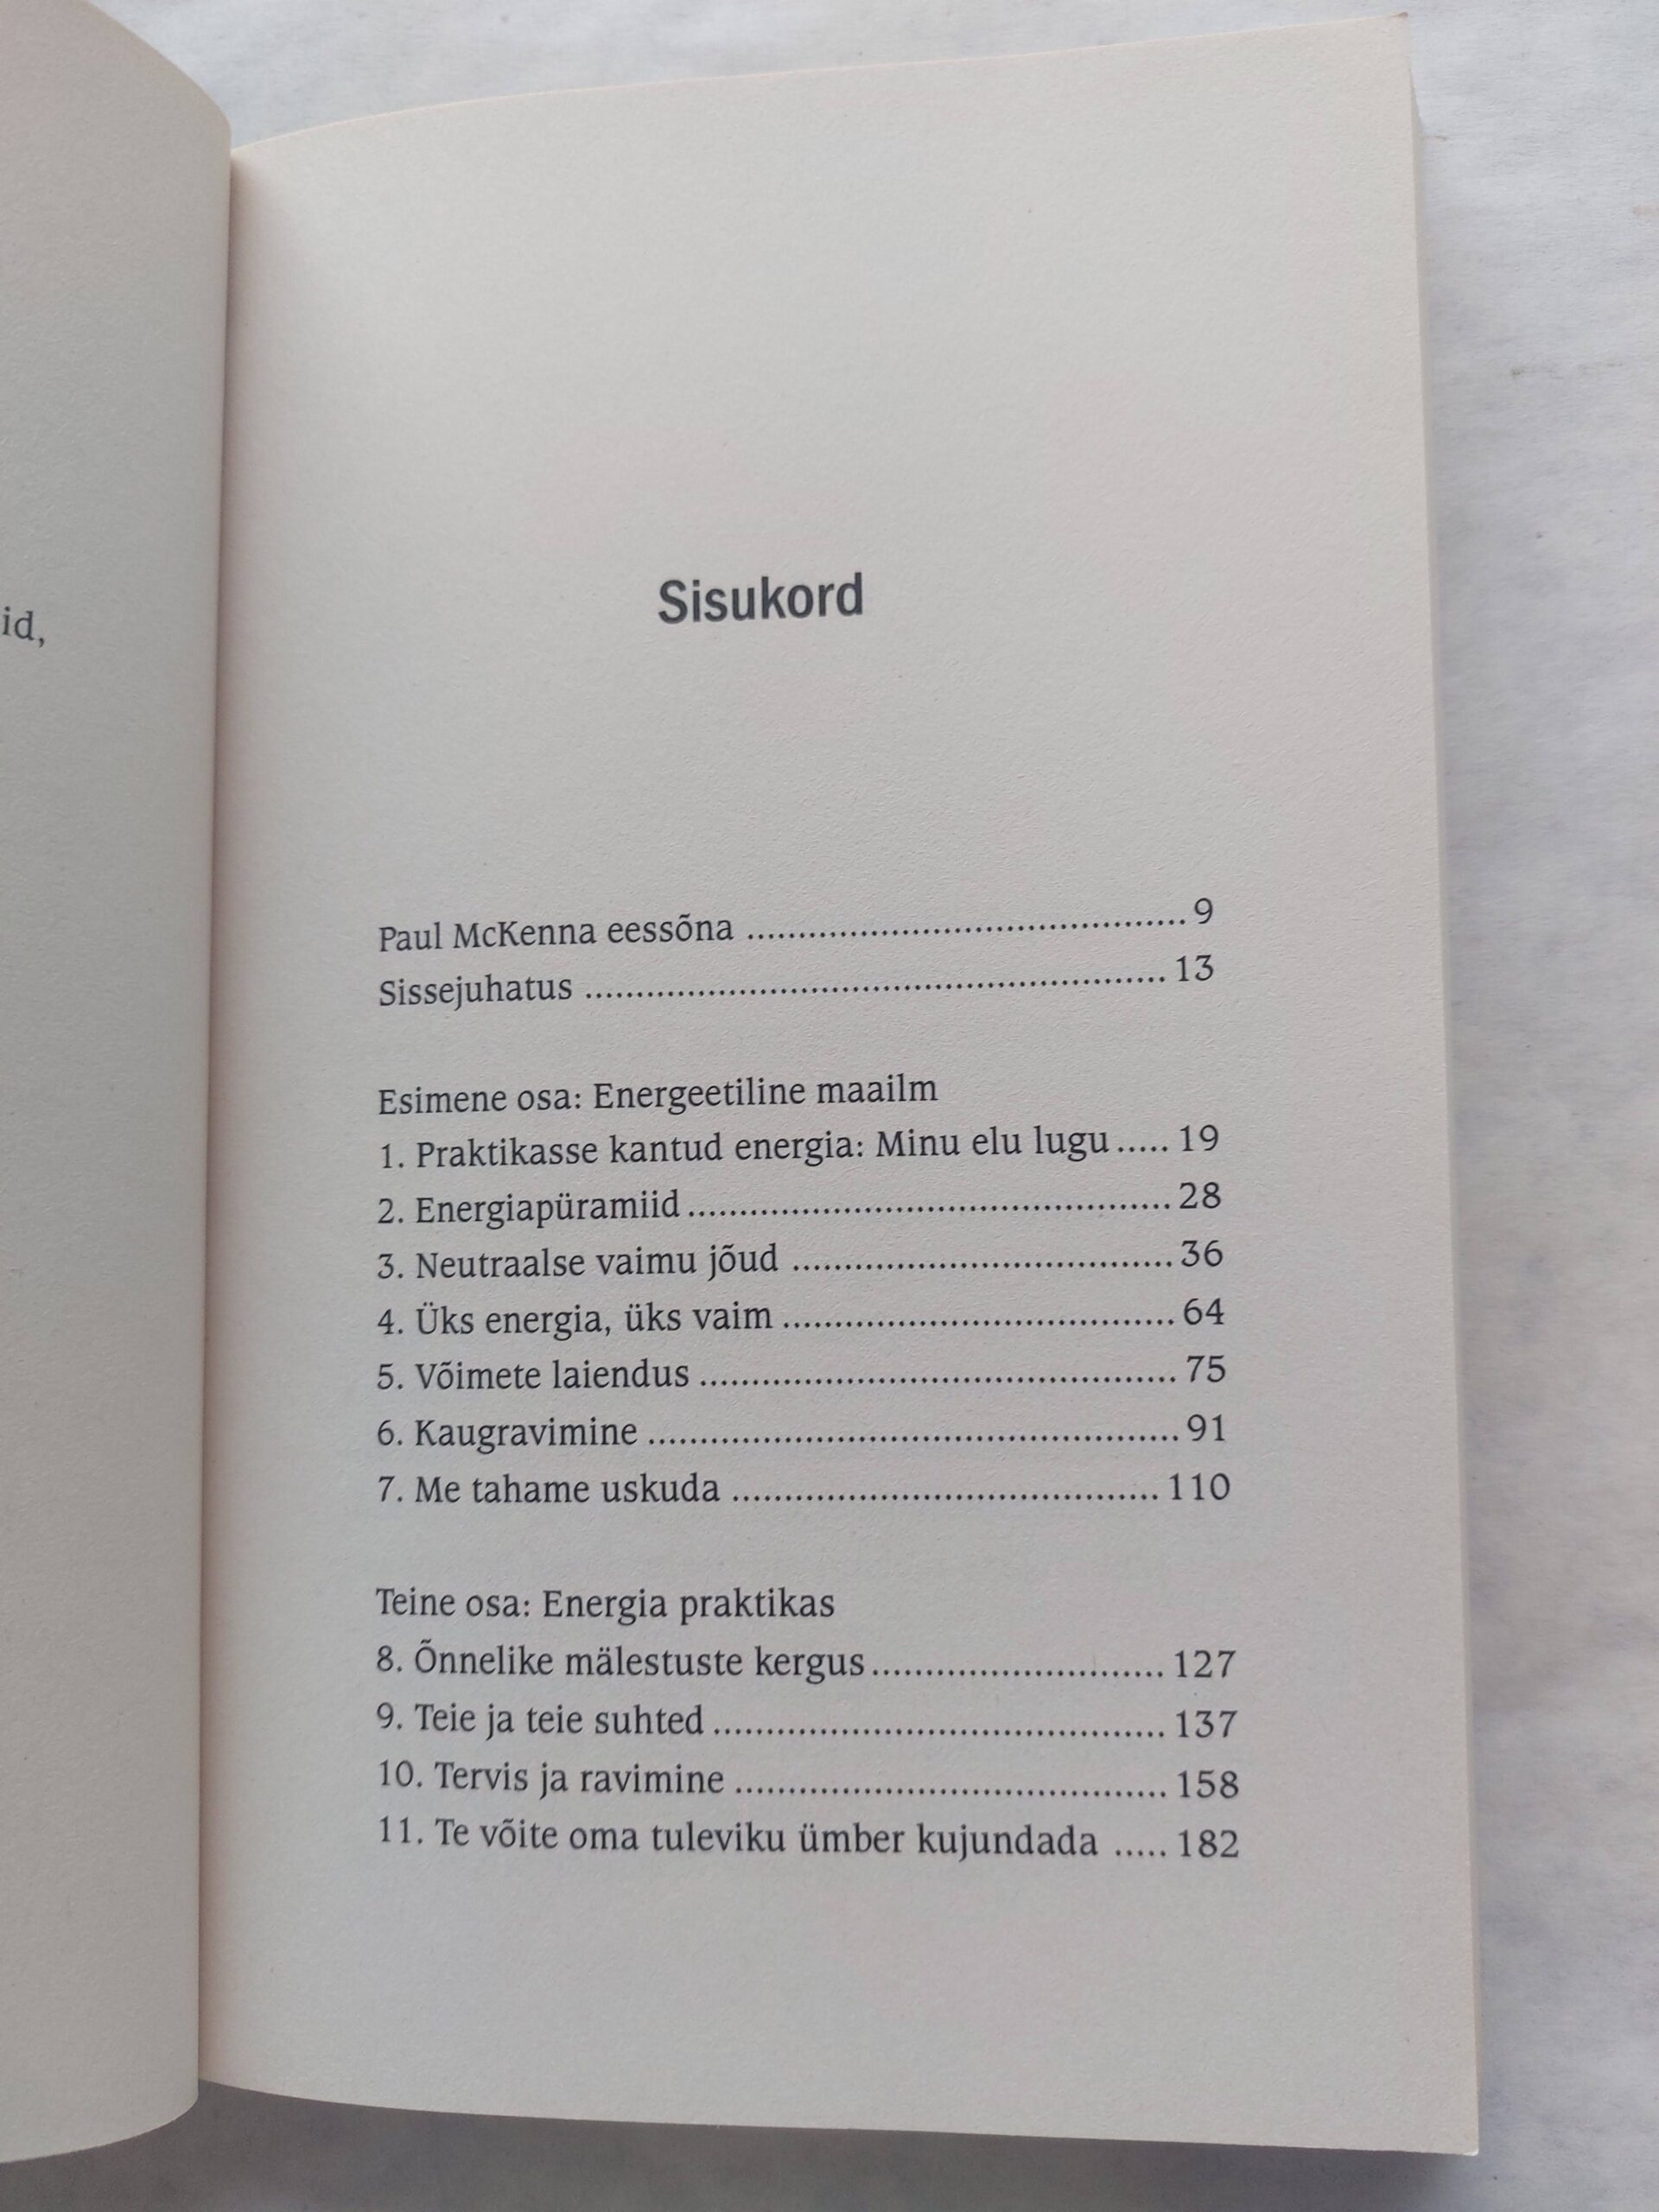 id,
Sisukord
Paul McKenna eessõna ........................................... 9
Sissejuhatus ......................................................... 13
Esimene osa: Energeetiline maailm
1. Praktikasse kantud energia: Minu elu lugu ..... 19
2. Energiapüramiid ............................................... 28
3. Neutraalse vaimu jõud ..................................... 36
4. Üks energia, üks vaim ...................................... 64
5. Võimete laiendus .............................................. 75
6. Kaugravimine .................................................... 91
7. Me tahame uskuda ......................................... 110
Teine osa: Energia praktikas
8. Õnnelike mälestuste kergus ............................ 127
9. Teie ja teie suhted ............................................ 137
10. Tervis ja ravimine .......................................... 158
11. Te võite oma tuleviku ümber kujundada ..... 182